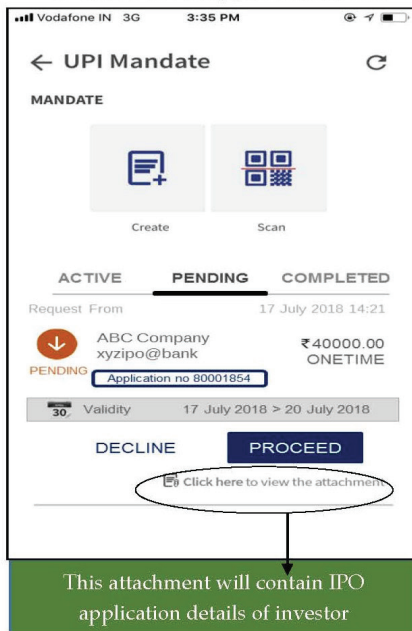 Vodafone IN 3G 3:35 PM
← UPI Mandate
MANDATE
Create Scan
ACTIVE PENDING COMPLETED
Request From 17 July 2018 14:21
ABC Company ₹40000.00
xyzipo@bank ONETIME
PENDING
Application no 80001854
30 Validity 17 July 2018 > 20 July 2018
DECLINE PROCEED
Click here to view the attachment
This attachment will contain IPO
application details of investor